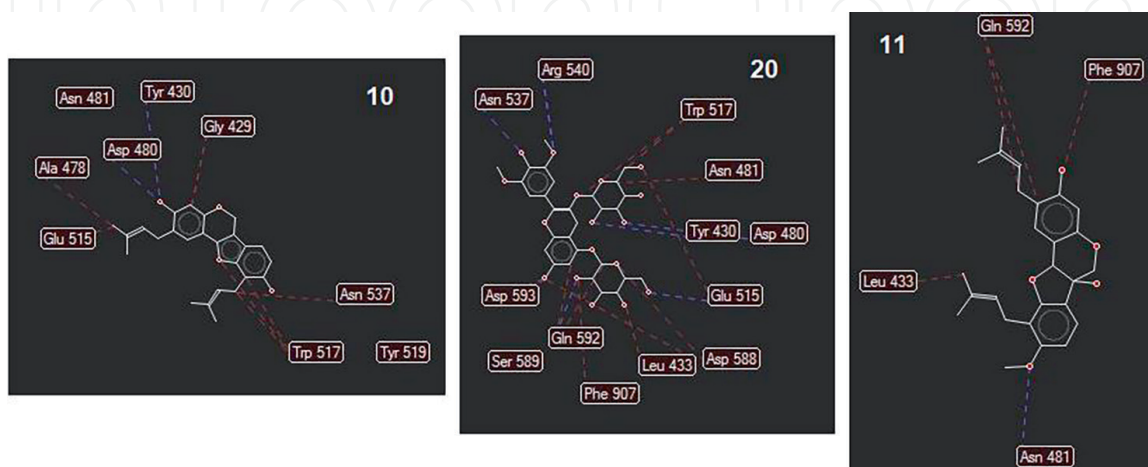 10
Asn 481
Tyr 430
Gly 429
Asp 480
Ala 478
Glu 515
Asn 537
Trp 517
Tyr 519
20
Arg 540
Asn 537
Trp 517
Asn 481
Tyr 430
Asp 480
Asp 593
Glu 515
Gln 592
Ser 589
Leu 433
Asp 588
Phe 907
11
Gln 592
Phe 907
Leu 433
Asn 481